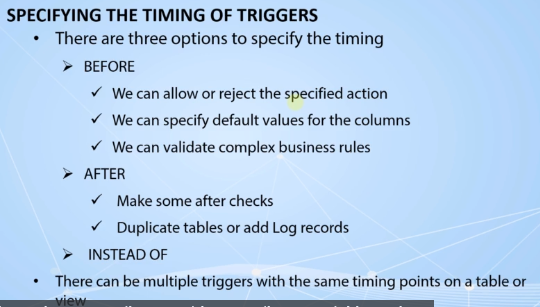 SPECIFYING THE TIMING OF TRIGGERS
• There are three options to specify the timing
➢ BEFORE
✓ We can allow or reject the specified action
✓ We can specify default values for the columns
✓ We can validate complex business rules
➢ AFTER
✓ Make some after checks
✓ Duplicate tables or add Log records
➢ INSTEAD OF
• There can be multiple triggers with the same timing points on a table or
view